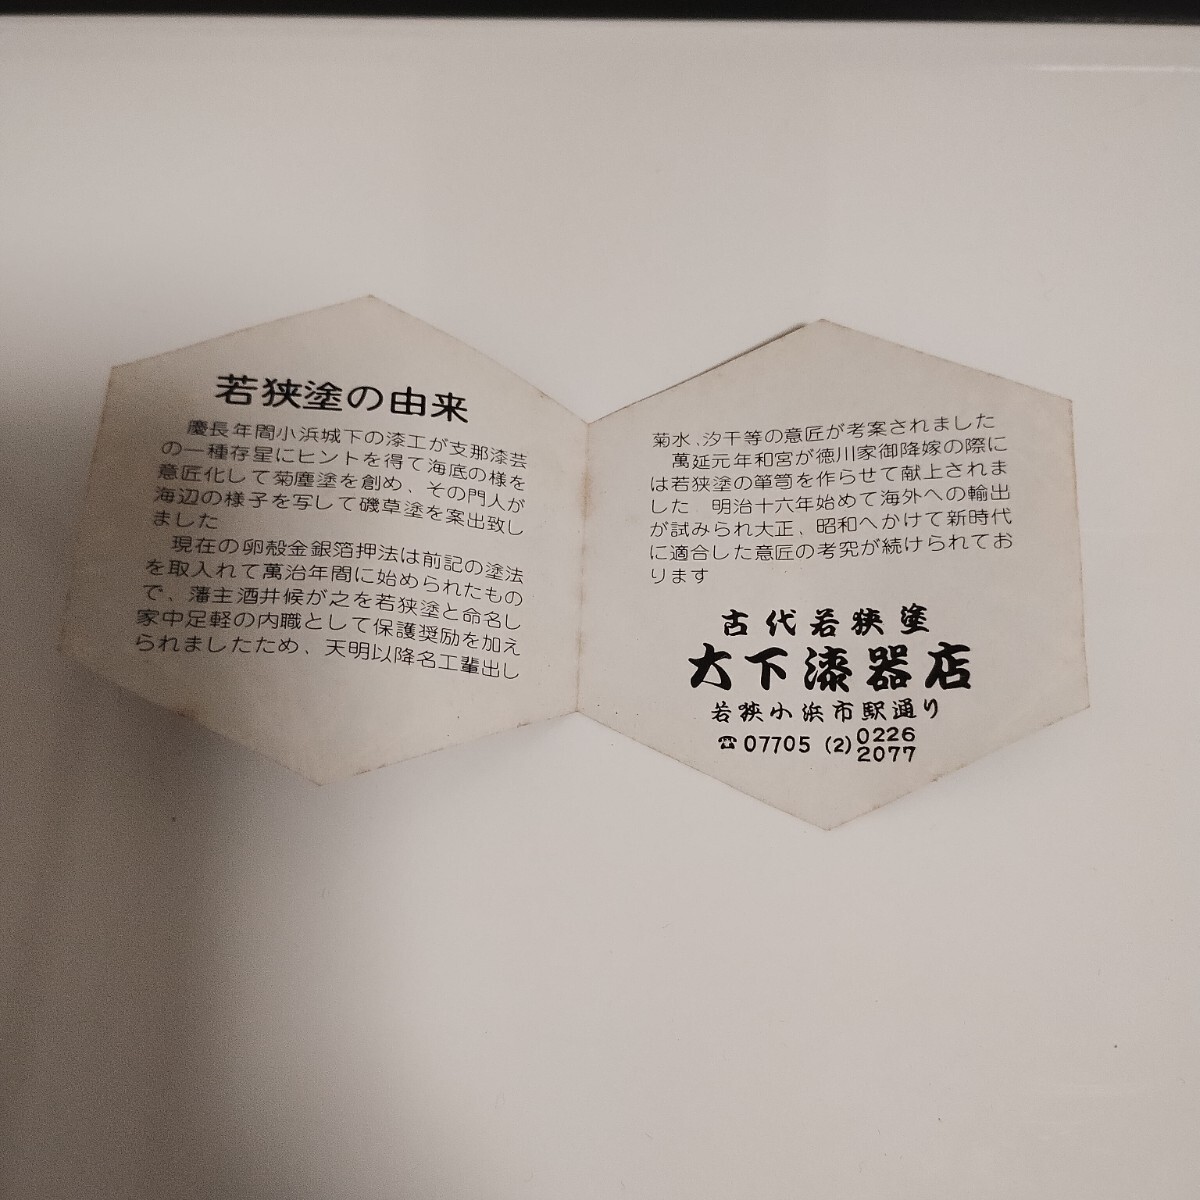 若狭塗の由来
慶長年間小浜城下の漆工が支那漆芸
の一種存星にヒントを得て海底の様を
意匠化して菊塵塗を創め、その門人が
海辺の様子を写して磯草塗を案出致し
ました
現在の卵殻金銀箔押法は前記の塗法
を取入れて萬治年間に始められたもの
で、藩主酒井候が之を若狭塗と命名し
家中足軽の内職として保護奨励を加え
られましたため、天明以降名工輩出し
菊水、汐干等の意匠が考案されました
萬延元年和宮が徳川家御降嫁の際に
は若狭塗の箪笥を作らせて献上されま
した 明治十六年始めて海外への輸出
が試みられ大正、昭和へかけて新時代
に適合した意匠の考究が続けられてお
ります
古代若狭塗
大下漆器店
若狭小浜市駅通り
☎07705(2)0226
2077